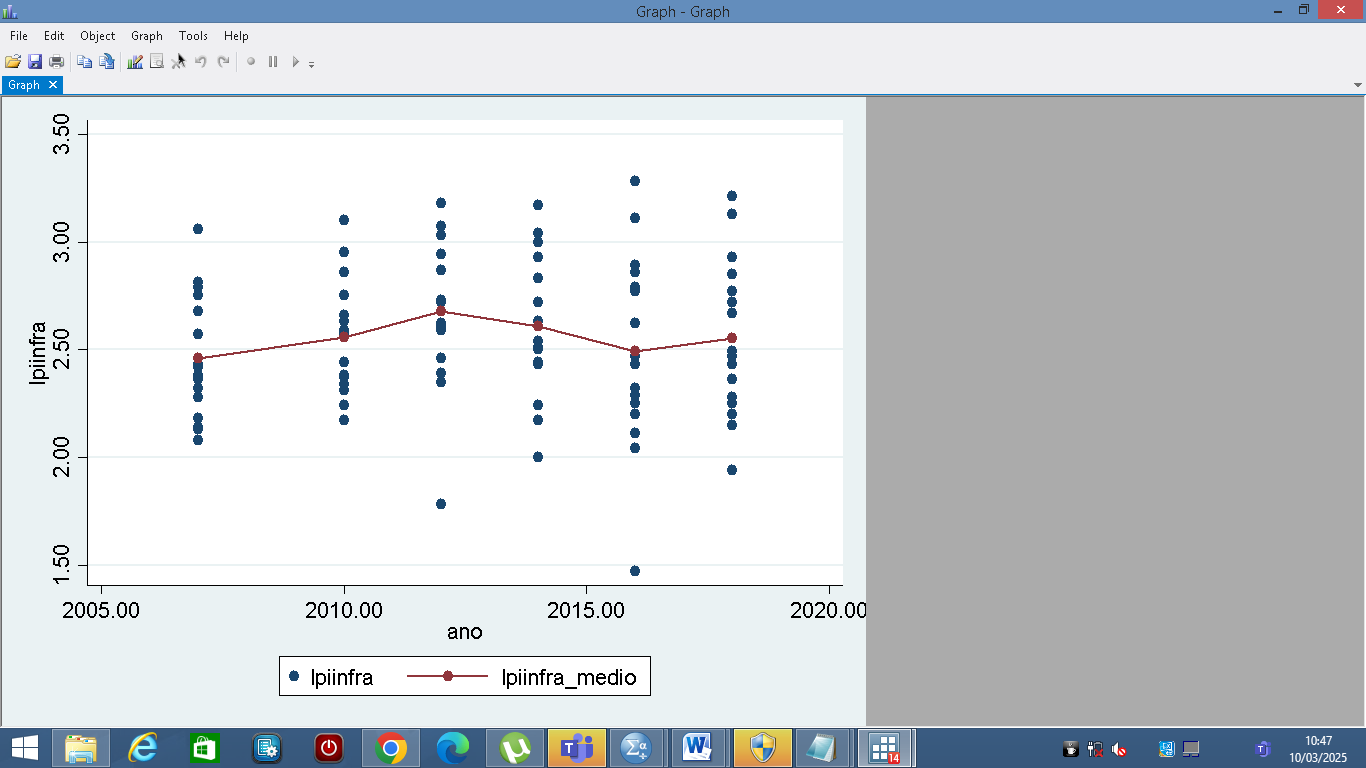 Graph - Graph
File Edit Object Graph Tools Help
Graph
3.50
3.00
2.50
2.00
1.50
lpiinfra
2005.00 2010.00 2015.00 2020.00
ano
lpiinfra lpiinfra_medio
14
10:47
10/03/2025